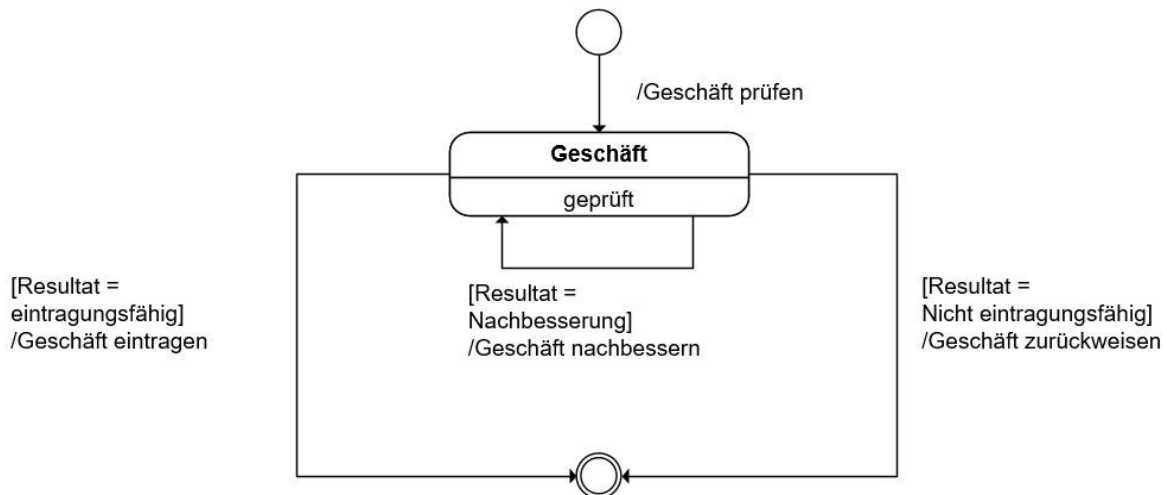 /Geschäft prüfen
Geschäft
geprüft
[Resultat =
eintragungsfähig]
/Geschäft eintragen
[Resultat =
Nachbesserung]
/Geschäft nachbessern
[Resultat =
Nicht eintragungsfähig]
/Geschäft zurückweisen